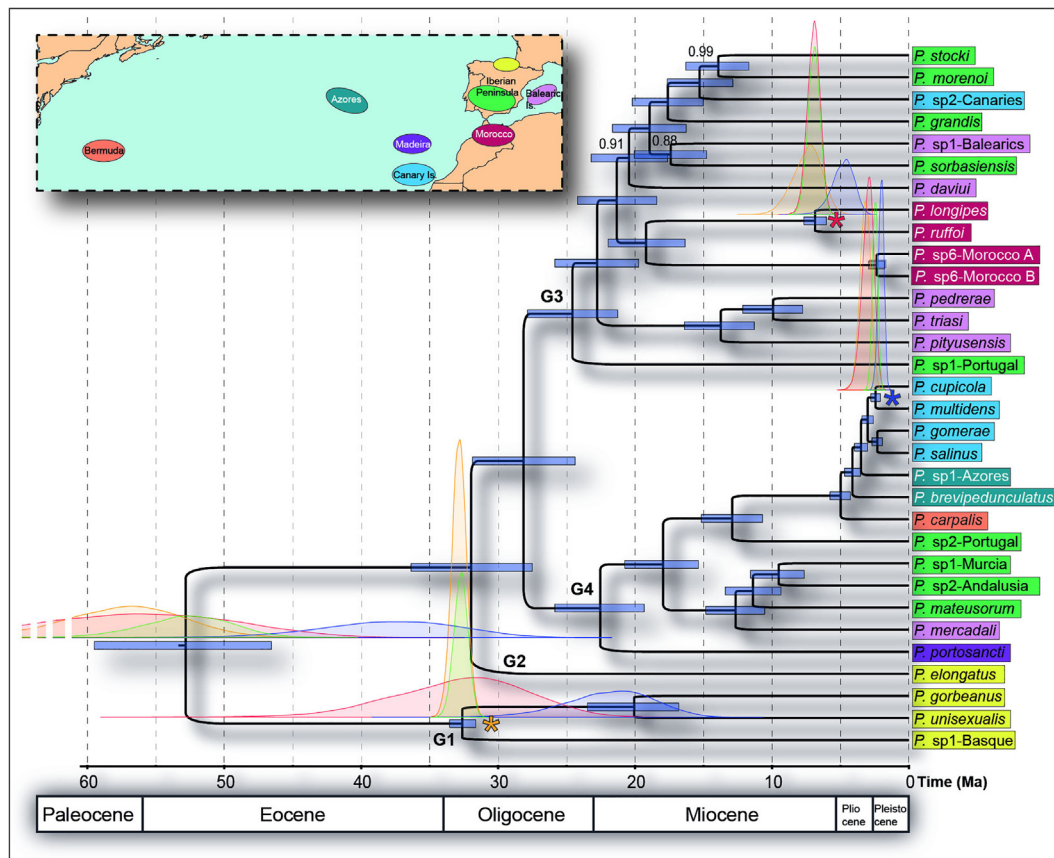 Azores
Iberian
Peninsula
Balearic
Is.
Bermuda
Madeira
Morocco
Canary Is.
0.99
0.91
0.88
G3
G4
G2
G1
P. stocki
P. morenoi
P. sp2-Canaries
P. grandis
P. sp1-Balearics
P. sorbasiensis
P. daviui
P. longipes
P. ruffoi
P. sp6-Morocco A
P. sp6-Morocco B
P. pedrerae
P. triasi
P. pityusensis
P. sp1-Portugal
P. cupicola
P. multidens
P. gomerae
P. salinus
P. sp1-Azores
P. brevipedunculatus
P. carpalis
P. sp2-Portugal
P. sp1-Murcia
P. sp2-Andalusia
P. mateusorum
P. mercadali
P. portosancti
P. elongatus
P. gorbeanus
P. unisexualis
P. sp1-Basque
60 50 40 30 20 10 0 Time (Ma)
Paleocene Eocene Oligocene Miocene Plio Pleisto
cene cene